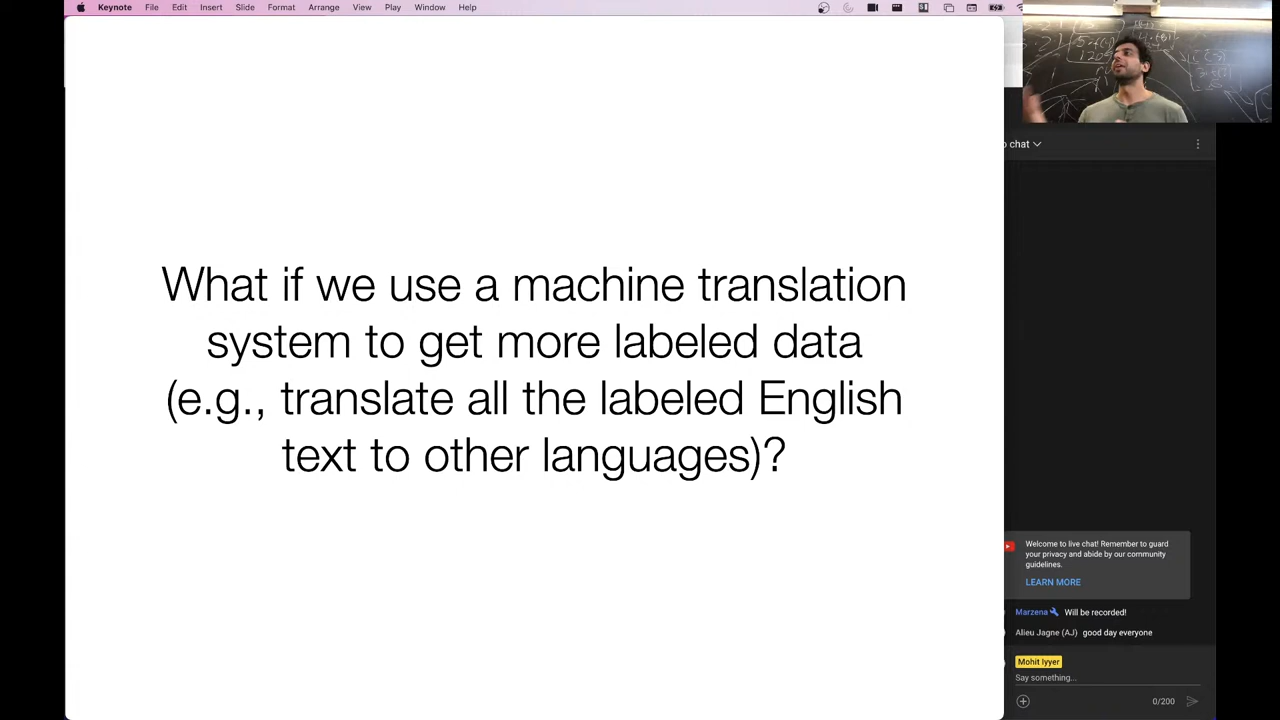 Keynote File Edit Insert Slide Format Arrange View Play Window Help
What if we use a machine translation
system to get more labeled data
(e.g., translate all the labeled English
text to other languages)?
chat
Welcome to live chat! Remember to guard
your privacy and abide by our community
guidelines.
LEARN MORE
Marzena Will be recorded!
Alieu Jagne (AJ) good day everyone
Mohit Iyyer
Say something...
0/200